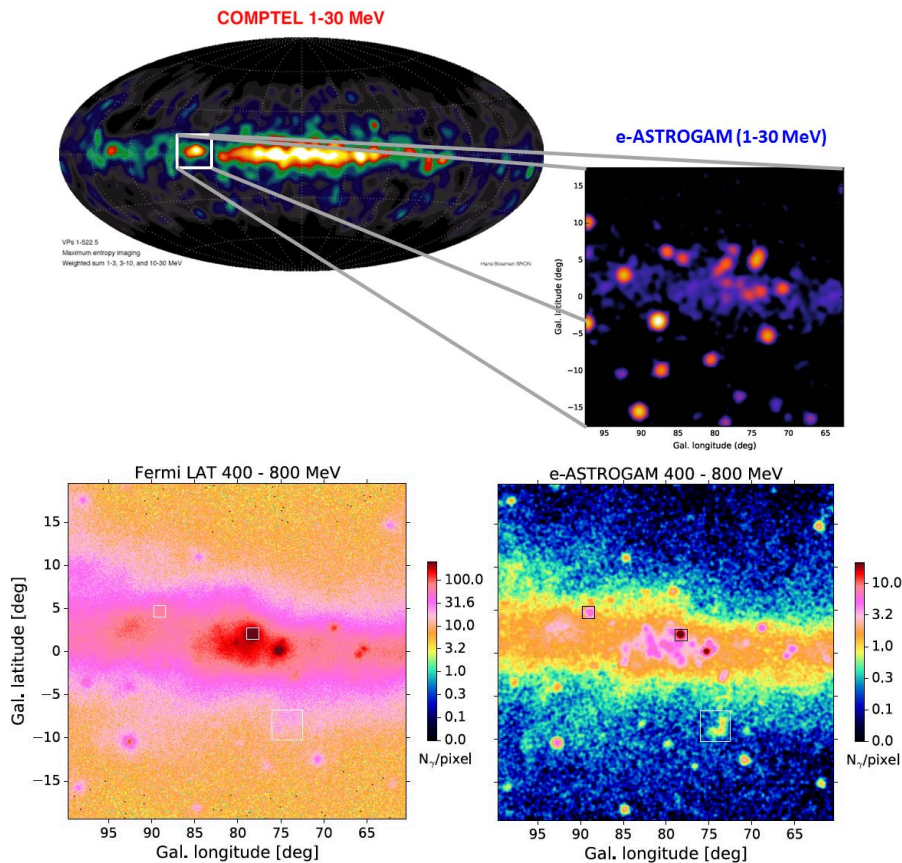 COMPTEL 1-30 MeV
e-ASTROGAM (1-30 MeV)
VPs 1-522.5
Maximum entropy imaging
Weighted sum 1-3, 3-10, and 10-30 MeV
Hans Bloemen SRON
15
10
5
0
−5
−10
−15
Gal. latitude (deg)
95 90 85 80 75 70 65
Gal. longitude (deg)
Fermi LAT 400 - 800 MeV
15
10
5
0
−5
−10
−15
Gal. latitude [deg]
95 90 85 80 75 70 65
Gal. longitude [deg]
100.0
31.6
10.0
3.2
1.0
0.3
0.1
0.0
Nγ/pixel
e-ASTROGAM 400 - 800 MeV
95 90 85 80 75 70 65
Gal. longitude [deg]
10.0
3.2
1.0
0.3
0.1
0.0
Nγ/pixel